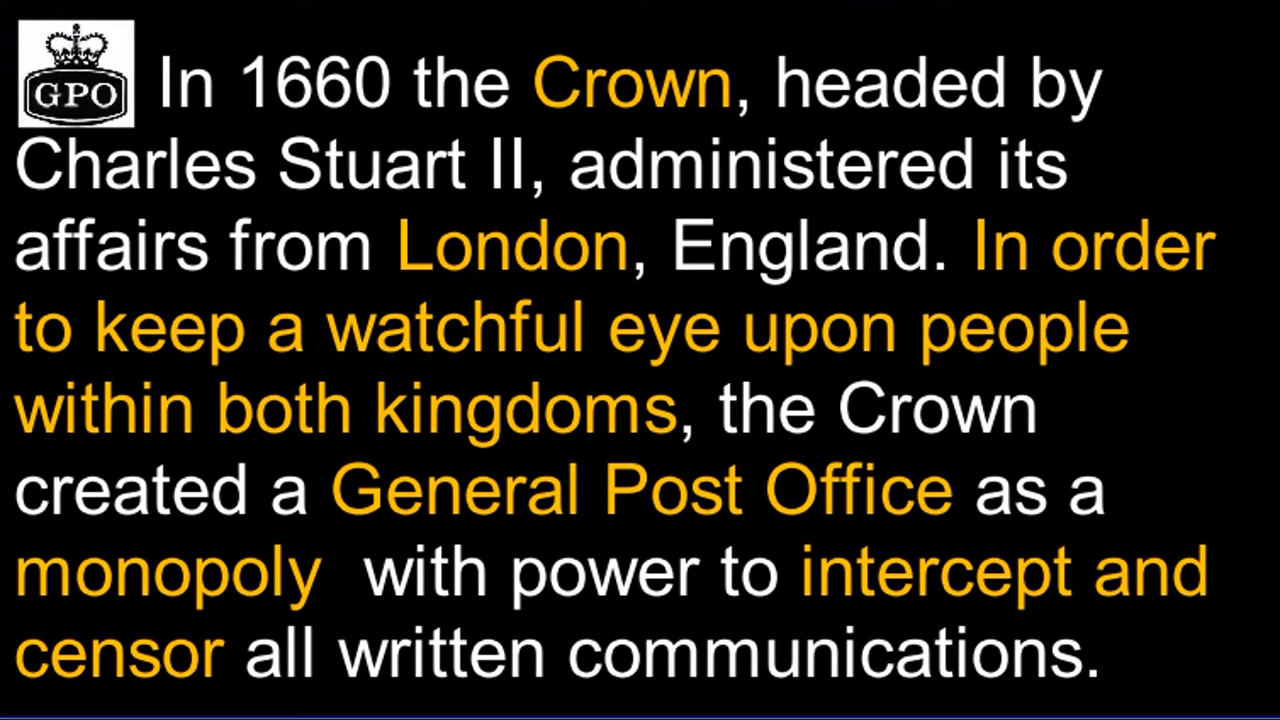 GPO
In 1660 the Crown, headed by
Charles Stuart II, administered its
affairs from London, England. In order
to keep a watchful eye upon people
within both kingdoms, the Crown
created a General Post Office as a
monopoly with power to intercept and
censor all written communications.